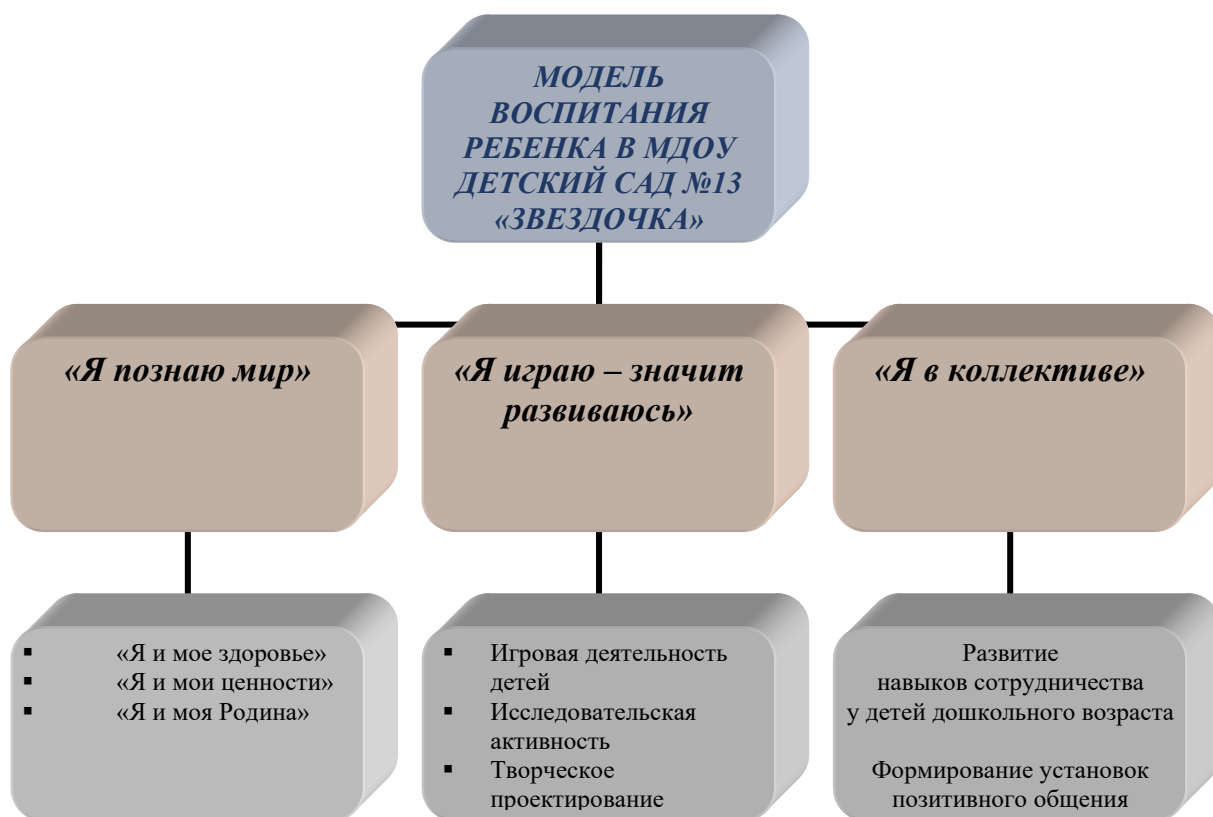 МОДЕЛЬ
ВОСПИТАНИЯ
РЕБЕНКА В МДОУ
ДЕТСКИЙ САД №13
«ЗВЕЗДОЧКА»
«Я познаю мир»
«Я играю – значит
развиваюсь»
«Я в коллективе»
▪ «Я и мое здоровье»
▪ «Я и мои ценности»
▪ «Я и моя Родина»
▪ Игровая деятельность
детей
▪ Исследовательская
активность
▪ Творческое
проектирование
Развитие
навыков сотрудничества
у детей дошкольного возраста
Формирование установок
позитивного общения